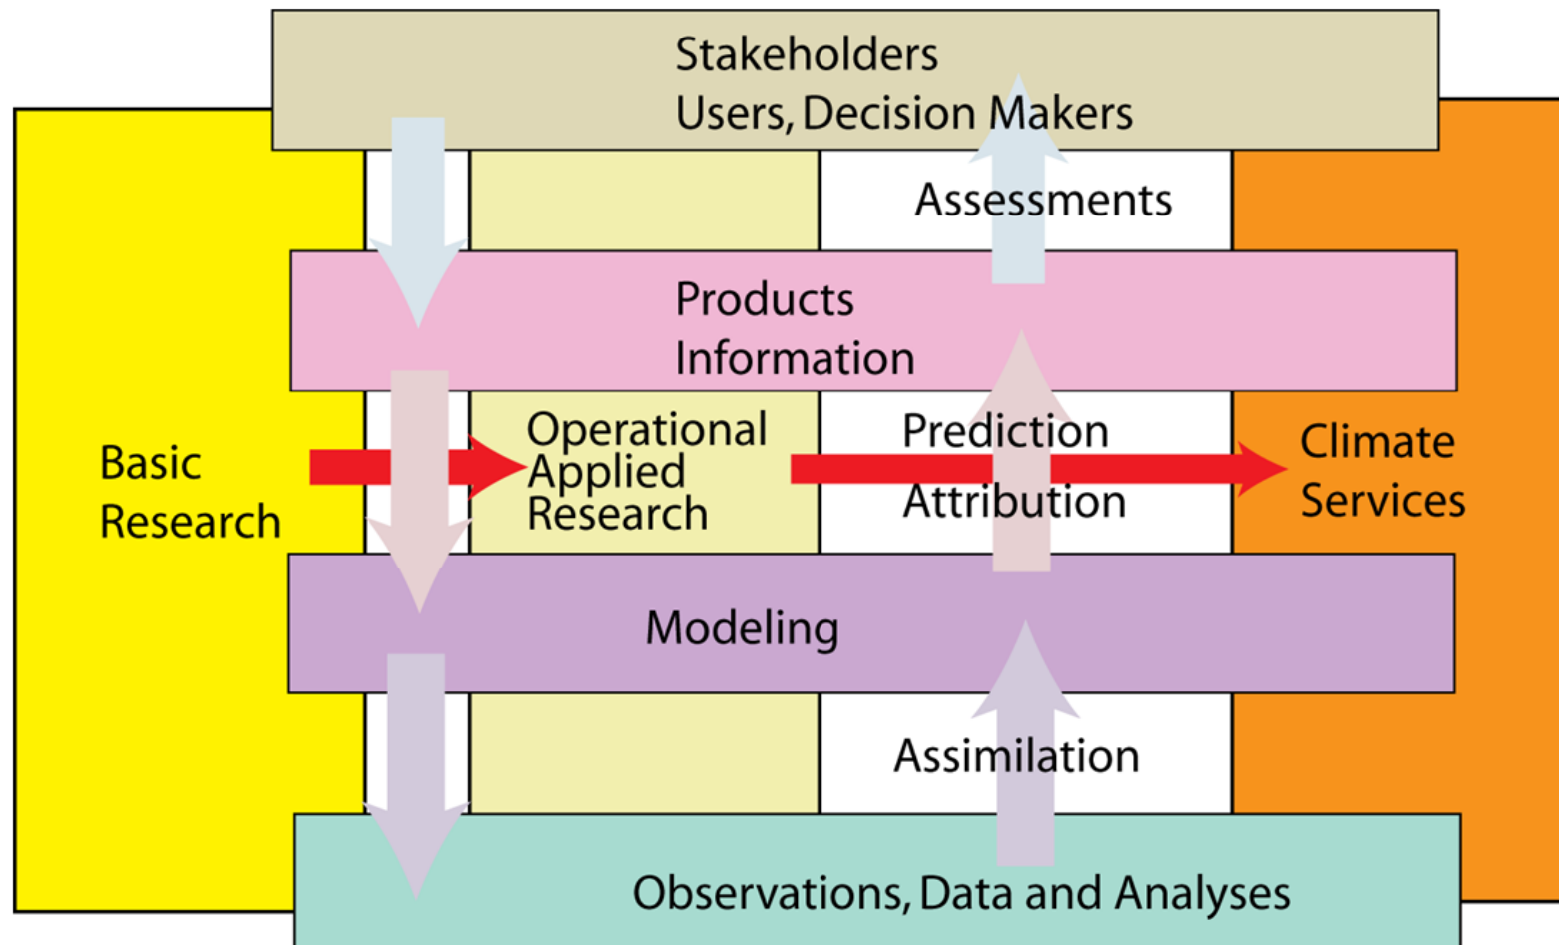 Stakeholders
Users, Decision Makers
Assessments
Products
Information
Basic
Research
Operational
Applied
Research
Prediction
Attribution
Climate
Services
Modeling
Assimilation
Observations, Data and Analyses